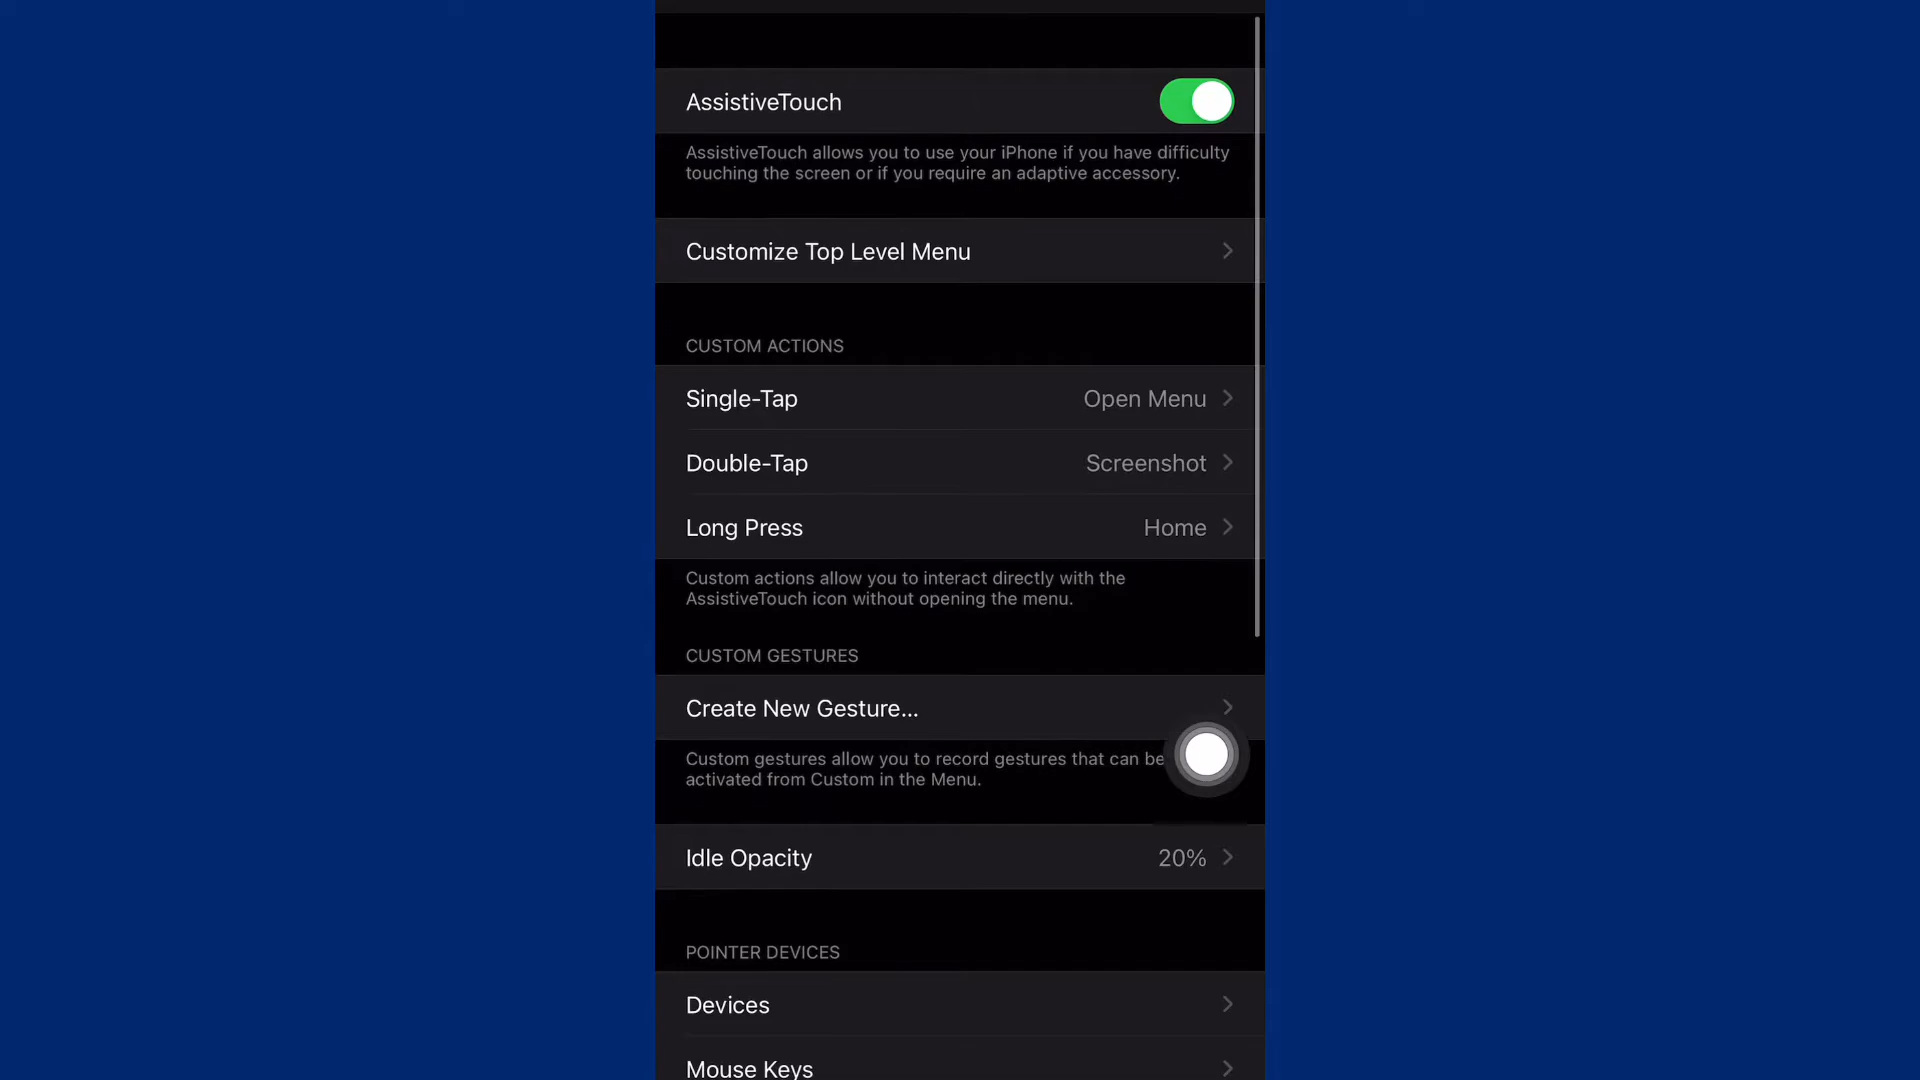 AssistiveTouch
AssistiveTouch allows you to use your iPhone if you have difficulty
touching the screen or if you require an adaptive accessory.
Customize Top Level Menu
CUSTOM ACTIONS
Single-Tap Open Menu
Double-Tap Screenshot
Long Press Home
Custom actions allow you to interact directly with the
AssistiveTouch icon without opening the menu.
CUSTOM GESTURES
Create New Gesture...
Custom gestures allow you to record gestures that can be
activated from Custom in the Menu.
Idle Opacity 20%
POINTER DEVICES
Devices
Mouse Keys